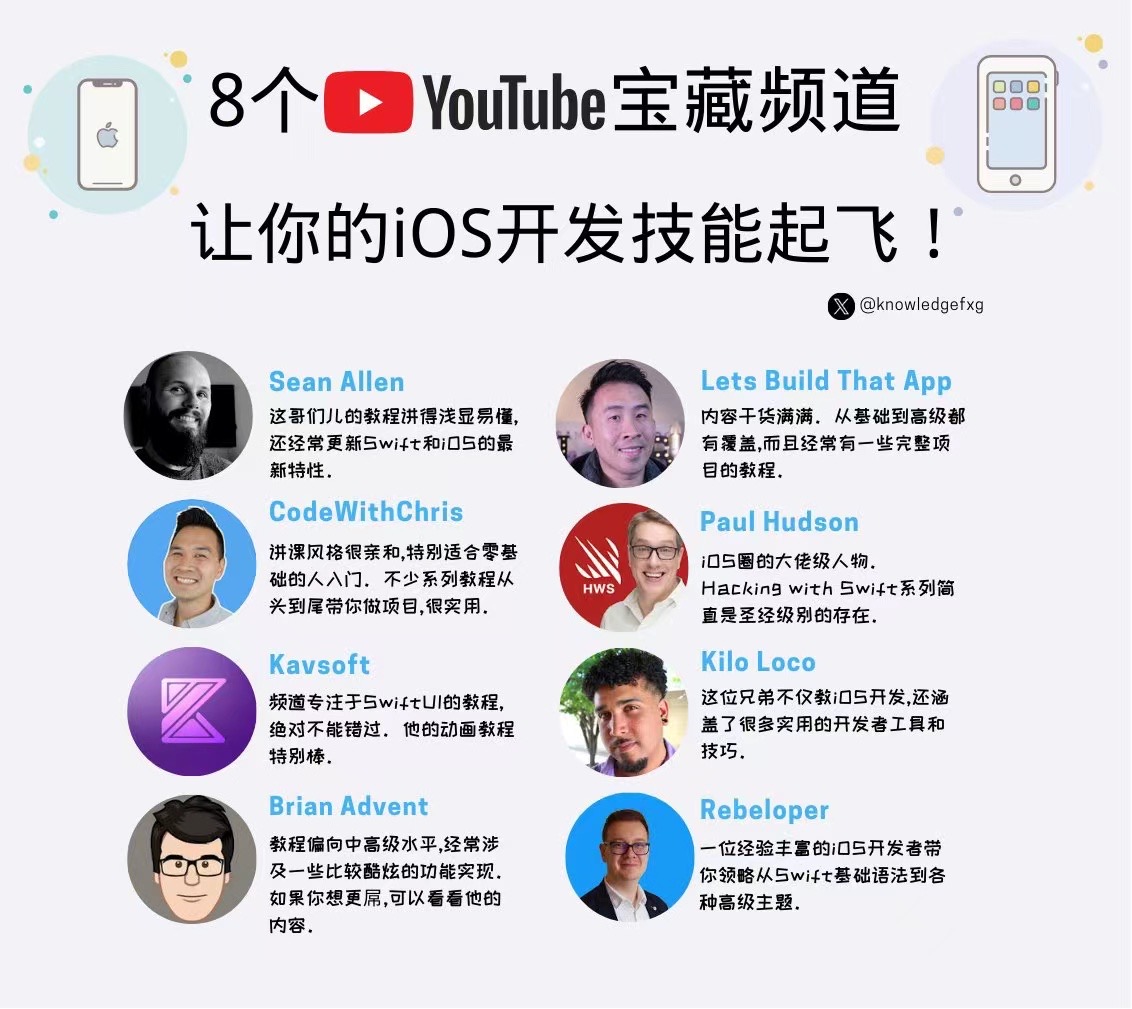 8个YouTube宝藏频道
让你的iOS开发技能起飞！
@knowledgefxg
Sean Allen
这哥们儿的教程讲得浅显易懂,
还经常更新Swift和iOS的最
新特性.
Lets Build That App
内容干货满满. 从基础到高级都
有覆盖,而且经常有一些完整项
目的教程.
CodeWithChris
讲课风格很亲和,特别适合零基
础的人入门. 不少系列教程从
头到尾带你做项目,很实用.
HWS
Paul Hudson
iOS圈的大佬级人物.
Hacking with Swift系列简
直是圣经级别的存在.
Kavsoft
频道专注于SwiftUI的教程,
绝对不能错过. 他的动画教程
特别棒.
Kilo Loco
这位兄弟不仅教iOS开发,还涵
盖了很多实用的开发者工具和
技巧.
Brian Advent
教程偏向中高级水平,经常涉
及一些比较酷炫的功能实现.
如果你想更屌,可以看看他的
内容.
Rebeloper
一位经验丰富的iOS开发者带
你领略从Swift基础语法到各
种高级主题.